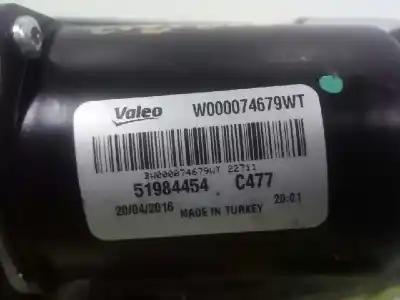 Valeo W000074679WT
3W000074679WT 22711
51984454 C477
20/04/2016 MADE IN TURKEY 20:01